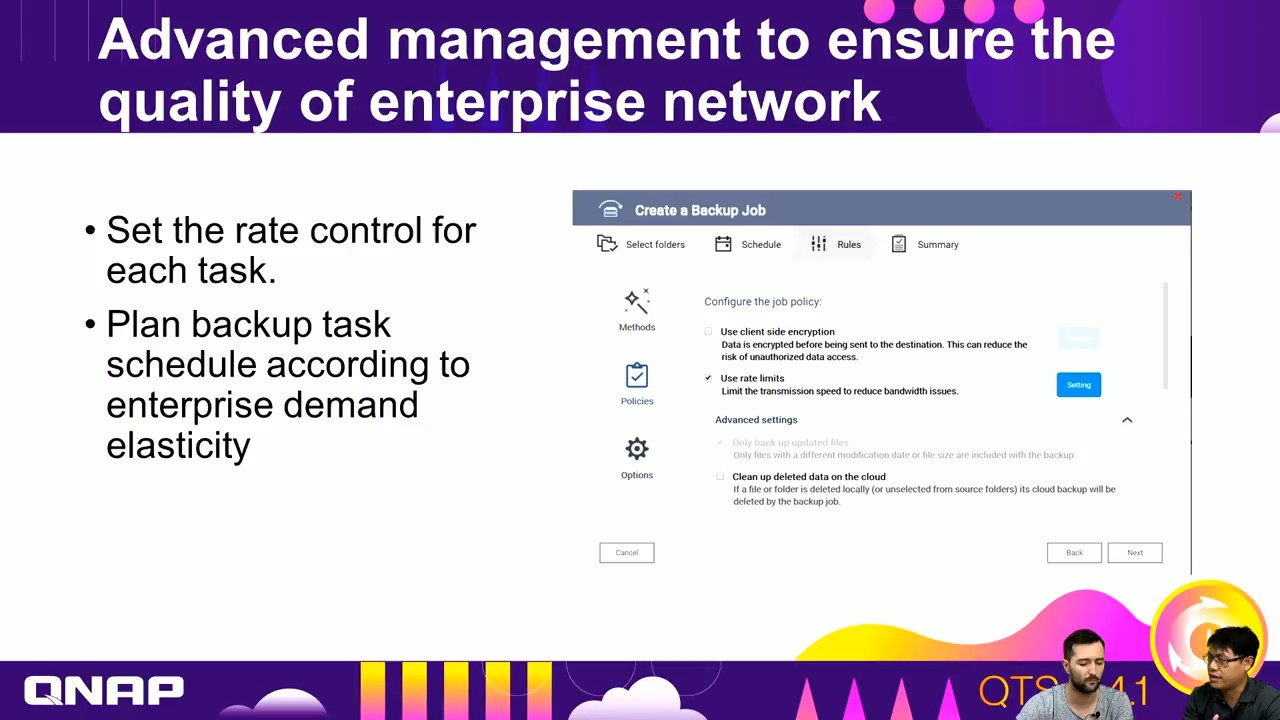 Advanced management to ensure the
quality of enterprise network
• Set the rate control for
each task.
• Plan backup task
schedule according to
enterprise demand
elasticity
Create a Backup Job
Select folders
Schedule
Rules
Summary
Methods
Policies
Options
Configure the job policy:
Use client side encryption
Data is encrypted before being sent to the destination. This can reduce the
risk of unauthorized data access.
Use rate limits
Limit the transmission speed to reduce bandwidth issues.
Setting
Advanced settings
Only back up updated files
Only files with a different modification date or file size are included with the backup.
Clean up deleted data on the cloud
If a file or folder is deleted locally (or unselected from source folders) its cloud backup will be
deleted by the backup job.
Cancel
Back
Next
QNAP